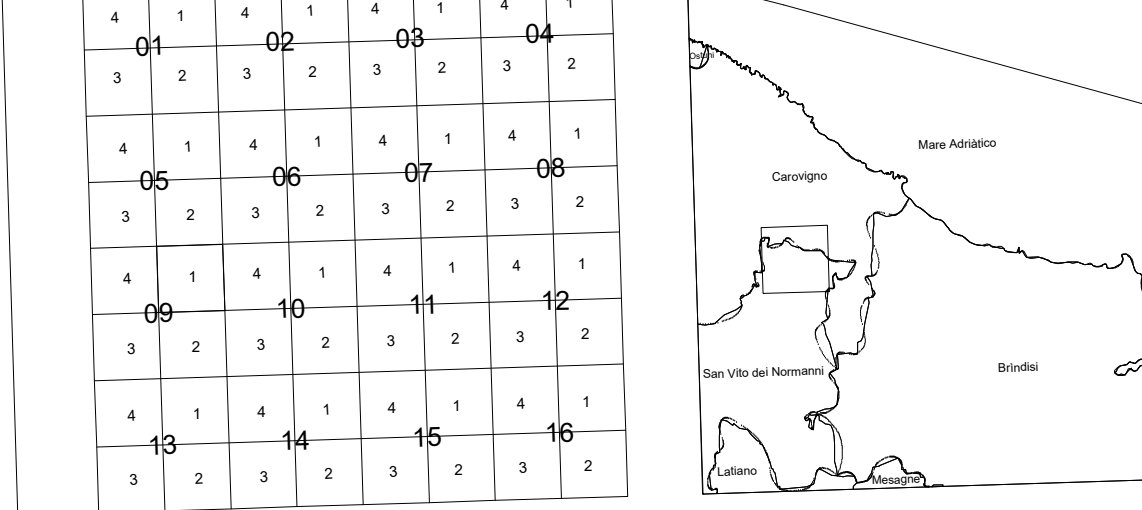 4 1 4 1 4 1 4 1
01 02 03 04
3 2 3 2 3 2 3 2
4 1 4 1 4 1 4 1
05 06 07 08
3 2 3 2 3 2 3 2
4 1 4 1 4 1 4 1
09 10 11 12
3 2 3 2 3 2 3 2
4 1 4 1 4 1 4 1
13 14 15 16
3 2 3 2 3 2 3 2
Ostuni
Mare Adriàtico
Carovigno
San Vito dei Normanni
Brìndisi
Latiano
Mesagne